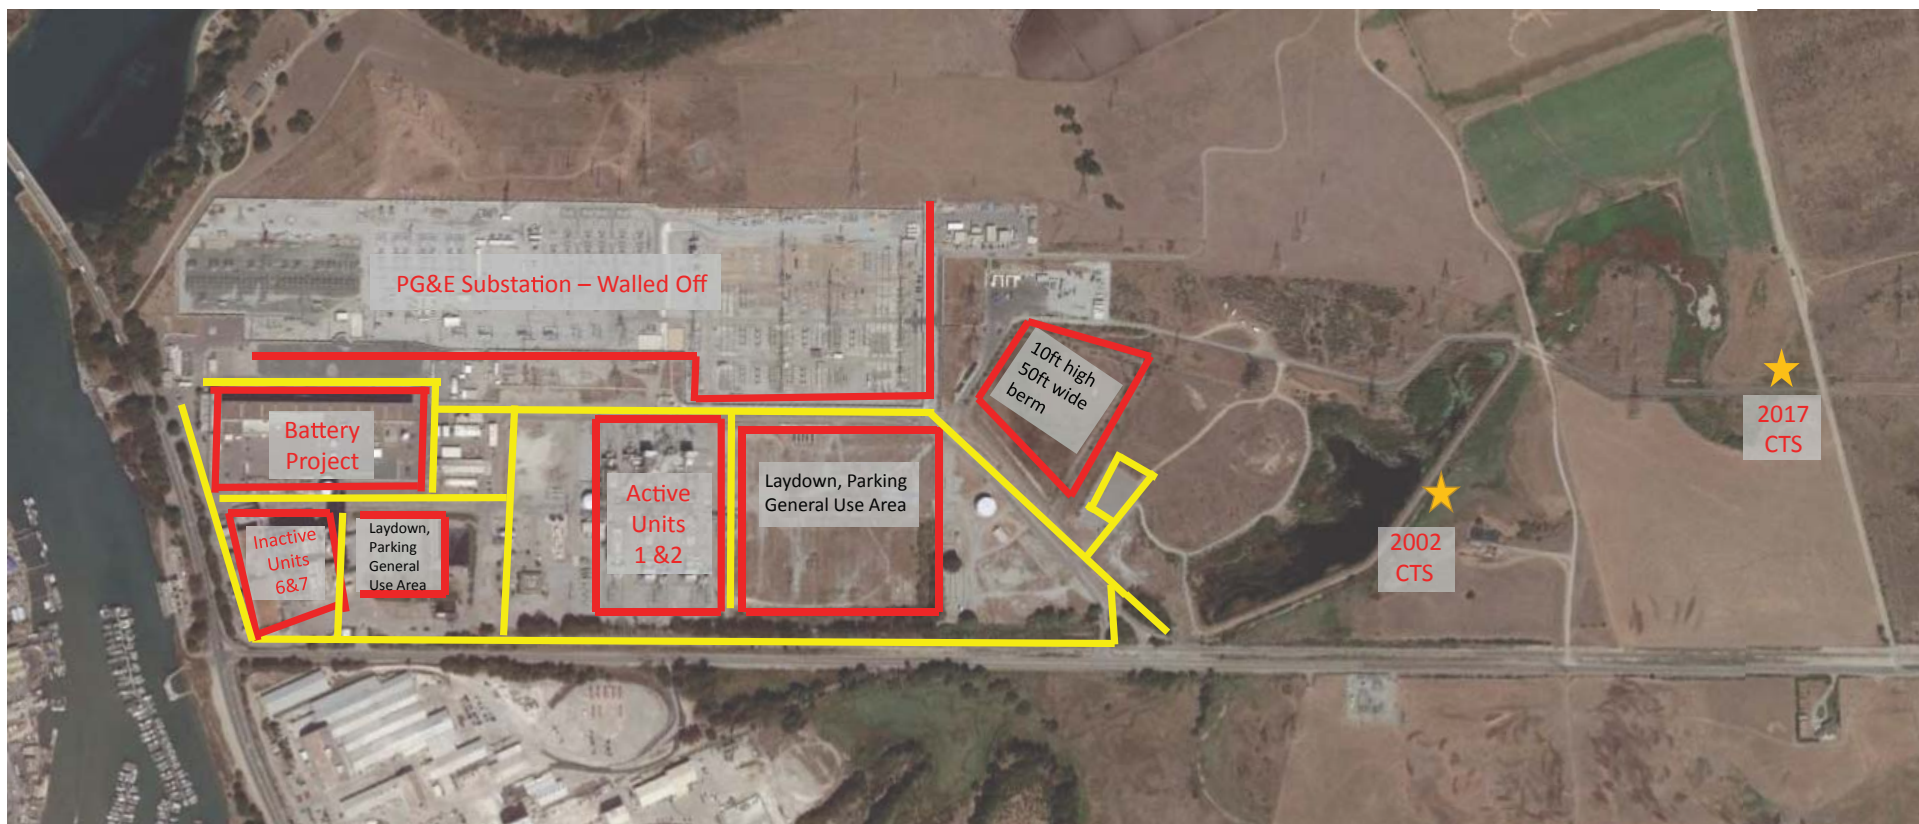 PG&E Substation – Walled Off
10ft high
50ft wide
berm
2017
CTS
Battery
Project
Laydown, Parking
General Use Area
Active
Units
1 &2
2002
CTS
Inactive
Units
6&7
Laydown,
Parking
General
Use Area